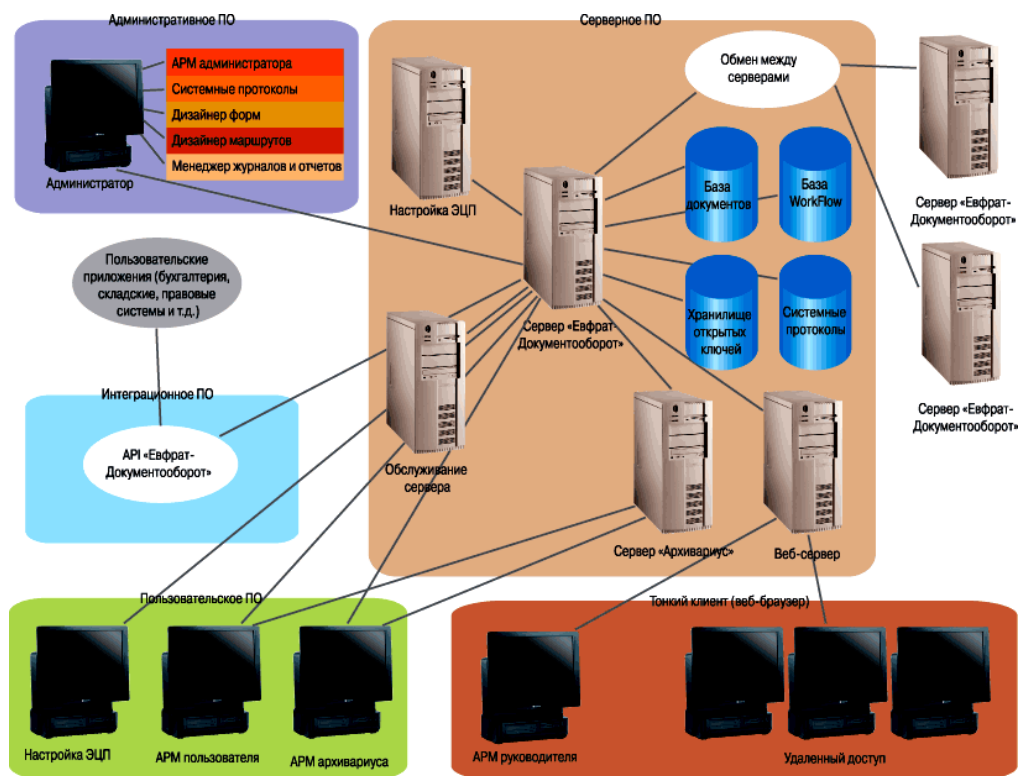 Административное ПО
АРМ администратора
Системные протоколы
Дизайнер форм
Дизайнер маршрутов
Менеджер журналов и отчетов
Администратор
Серверное ПО
Обмен между
серверами
Настройка ЭЦП
База
документов
База
WorkFlow
Хранилище
открытых
ключей
Системные
протоколы
Сервер «Евфрат-
Документооборот»
Сервер «Евфрат-
Документооборот»
Сервер «Евфрат-
Документооборот»
Пользовательские
приложения (бухгалтерия,
складские, правовые
системы и т.д.)
Интеграционное ПО
API «Евфрат-
Документооборот»
Обслуживание
сервера
Сервер «Архивариус»
Веб-сервер
Пользовательское ПО
Настройка ЭЦП
АРМ пользователя
АРМ архивариуса
Тонкий клиент (веб-браузер)
АРМ руководителя
Удаленный доступ